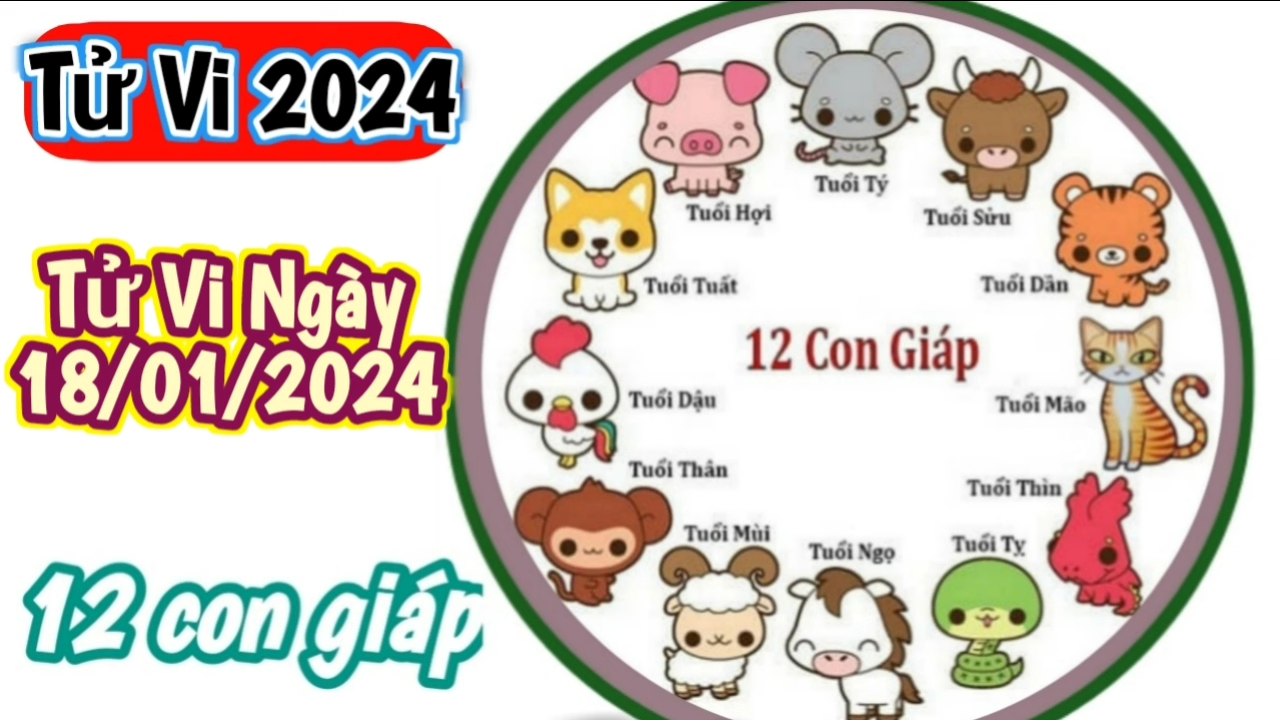 Tử Vi 2024
Tử Vi Ngày
18/01/2024
12 con giáp
Tuổi Tý
Tuổi Hợi
Tuổi Sửu
Tuổi Tuất
Tuổi Dần
12 Con Giáp
Tuổi Dậu
Tuổi Mão
Tuổi Thân
Tuổi Thìn
Tuổi Mùi
Tuổi Ngọ
Tuổi Tỵ